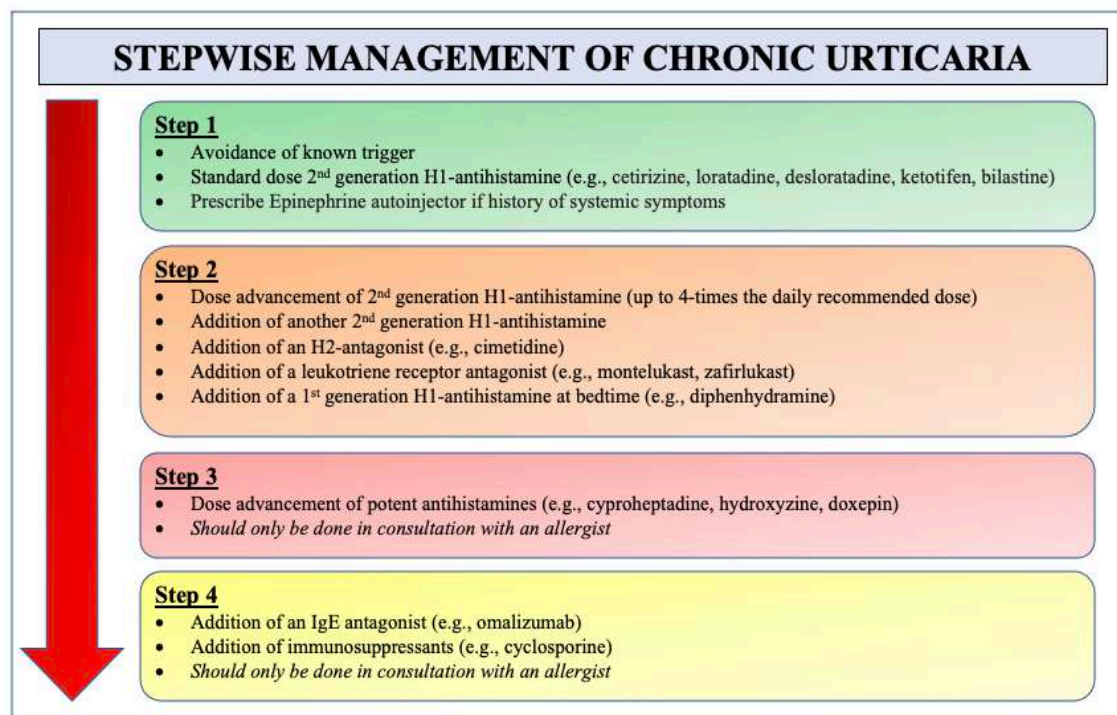 STEPWISE MANAGEMENT OF CHRONIC URTICARIA
Step 1
• Avoidance of known trigger
• Standard dose 2nd generation H1-antihistamine (e.g., cetirizine, loratadine, desloratadine, ketotifen, bilastine)
• Prescribe Epinephrine autoinjector if history of systemic symptoms
Step 2
• Dose advancement of 2nd generation H1-antihistamine (up to 4-times the daily recommended dose)
• Addition of another 2nd generation H1-antihistamine
• Addition of an H2-antagonist (e.g., cimetidine)
• Addition of a leukotriene receptor antagonist (e.g., montelukast, zafirlukast)
• Addition of a 1st generation H1-antihistamine at bedtime (e.g., diphenhydramine)
Step 3
• Dose advancement of potent antihistamines (e.g., cyproheptadine, hydroxyzine, doxepin)
• Should only be done in consultation with an allergist
Step 4
• Addition of an IgE antagonist (e.g., omalizumab)
• Addition of immunosuppressants (e.g., cyclosporine)
• Should only be done in consultation with an allergist